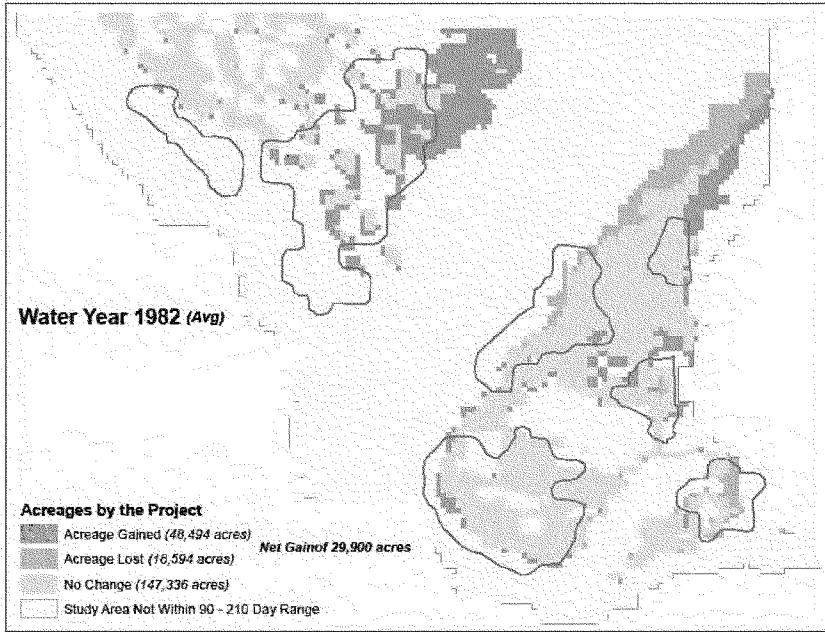 Water Year 1982 (Avg)
Acreages by the Project
Acreage Gained (48,494 acres)
Acreage Lost (18,594 acres)
Net Gainof 29,900 acres
No Change (147,336 acres)
Study Area Not Within 90 - 210 Day Range